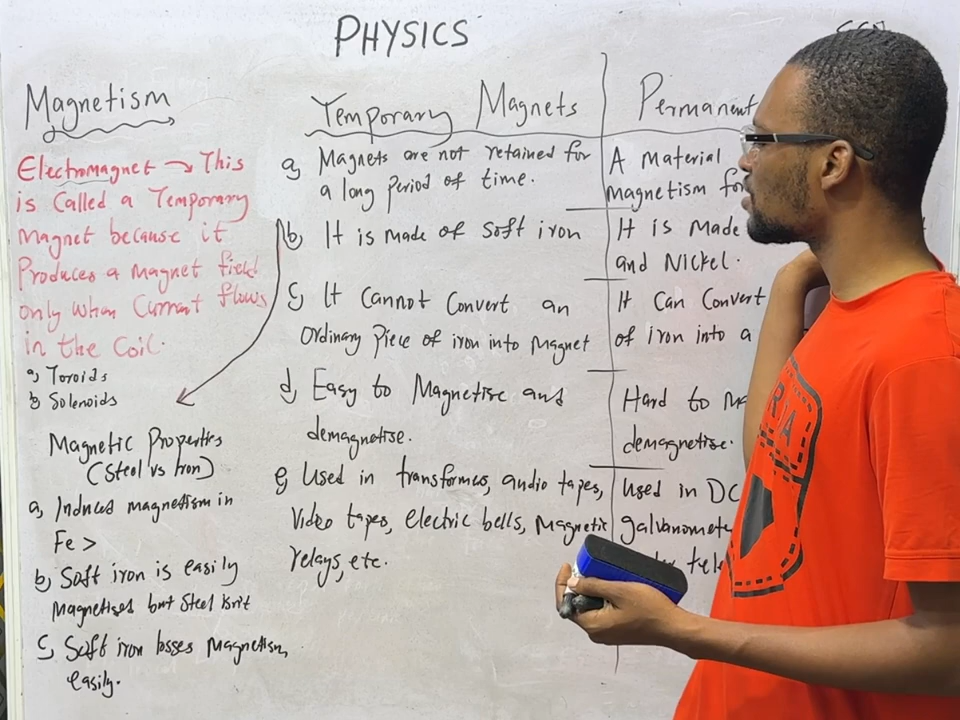 PHYSICS
Magnetism
Electromagnet → This
is called a Temporary
Magnet because it
Produces a magnet field
only when Current flows
in the Coil.
a, Toroids
b, Solenoids
Magnetic Properties
(Steel vs Iron)
a, Induced magnetism in
Fe >
b, Soft iron is easily
Magnetised but Steel isn't
c, Soft iron losses Magnetism,
easily.
Temporary Magnets
a, Magnets are not retained for
a long Period of time.
b, It is made of Soft iron
c, It Cannot Convert an
Ordinary Piece of iron into Magnet
d, Easy to Magnetise and
demagnetise.
e, Used in transformers, audio tapes,
Video tapes, electric bells, Magnetic
relays, etc.
Permanent
A material
magnetism for
It is Made
and Nickel.
It Can Convert
of iron into a
Hard to Ma
demagnetise.
Used in DC
galvanomete
tele
RIA